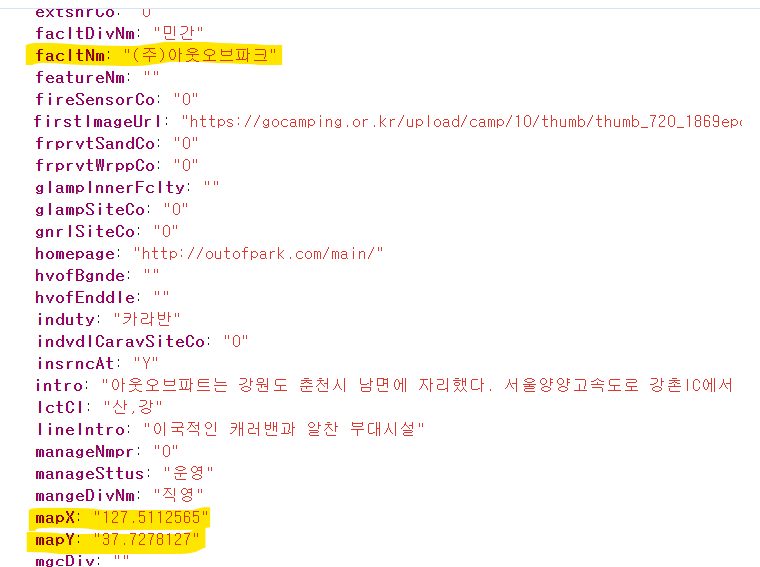 extshrCo: "0"
facltDivNm: "민간"
facltNm: "(주)아웃오브파크"
featureNm: ""
fireSensorCo: "0"
firstImageUrl: "https://gocamping.or.kr/upload/camp/10/thumb/thumb_720_1869epd
frprvtSandCo: "0"
frprvtWrppCo: "0"
glampInnerFclty: ""
glampSiteCo: "0"
gnrlSiteCo: "0"
homepage: "http://outofpark.com/main/"
hvofBgnde: ""
hvofEnddle: ""
induty: "카라반"
indvdlCaravSiteCo: "0"
insrncAt: "Y"
intro: "아웃오브파트는 강원도 춘천시 남면에 자리했다. 서울양양고속도로 강촌IC에서
lctCl: "산,강"
lineIntro: "이국적인 캐러밴과 알찬 부대시설"
manageNmpr: "0"
manageSttus: "운영"
mangeDivNm: "직영"
mapX: "127.5112565"
mapY: "37.7278127"
mgcDiv: ""